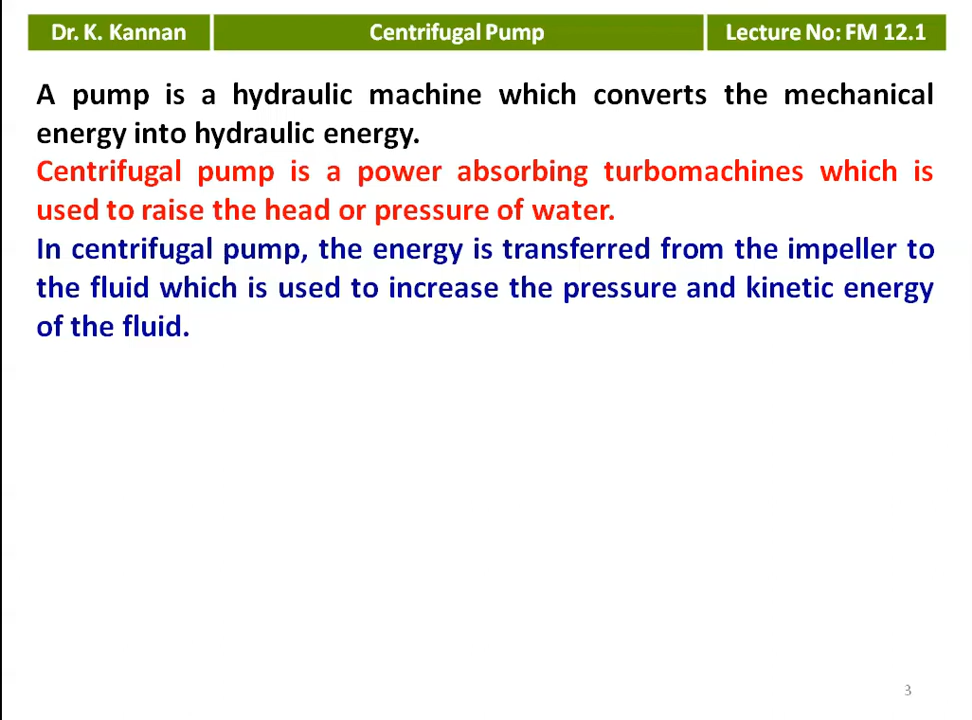 Dr. K. Kannan
Centrifugal Pump
Lecture No: FM 12.1
A pump is a hydraulic machine which converts the mechanical
energy into hydraulic energy.
Centrifugal pump is a power absorbing turbomachines which is
used to raise the head or pressure of water.
In centrifugal pump, the energy is transferred from the impeller to
the fluid which is used to increase the pressure and kinetic energy
of the fluid.
3